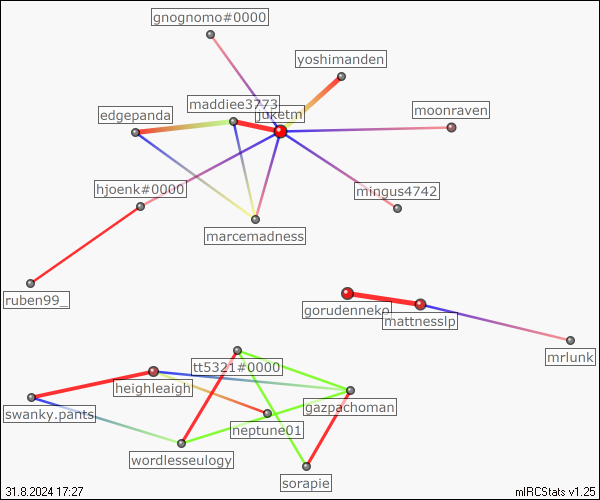 gnognomo#0000
yoshimanden
maddiee3773
juketm
edgepanda
moonraven
hjoenk#0000
mingus4742
marcemadness
ruben99_
gorudenneko
mattnesslp
mrlunk
tt5321#0000
heighleaigh
gazpachoman
swanky.pants
neptune01
wordlesseulogy
sorapie
31.8.2024 17:27 mIRCStats v1.25